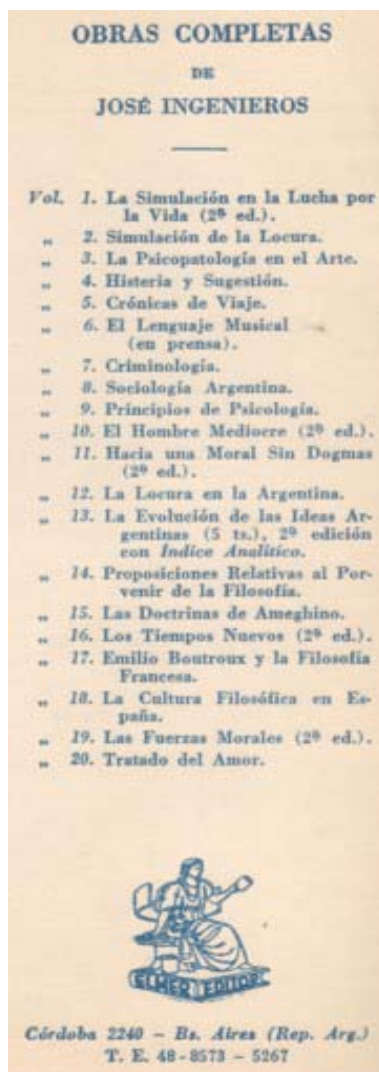 OBRAS COMPLETAS
DE
JOSÉ INGENIEROS
Vol. 1. La Simulación en la Lucha por
la Vida (2ª ed.).
„ 2. Simulación de la Locura.
„ 3. La Psicopatología en el Arte.
„ 4. Histeria y Sugestión.
„ 5. Crónicas de Viaje.
„ 6. El Lenguaje Musical
(en prensa).
„ 7. Criminología.
„ 8. Sociología Argentina.
„ 9. Principios de Psicología.
„ 10. El Hombre Mediocre (2ª ed.).
„ 11. Hacia una Moral Sin Dogmas
(2ª ed.).
„ 12. La Locura en la Argentina.
„ 13. La Evolución de las Ideas Ar-
gentinas (5 ts.), 2ª edición
con Indice Analítico.
„ 14. Proposiciones Relativas al Por-
venir de la Filosofía.
„ 15. Las Doctrinas de Ameghino.
„ 16. Los Tiempos Nuevos (2ª ed.).
„ 17. Emilio Boutroux y la Filosofía
Francesa.
„ 18. La Cultura Filosófica en Es-
paña.
„ 19. Las Fuerzas Morales (2ª ed.).
„ 20. Tratado del Amor.
ELMER EDITOR
Córdoba 2240 – Bs. Aires (Rep. Arg.)
T. E. 48-8573 – 5267